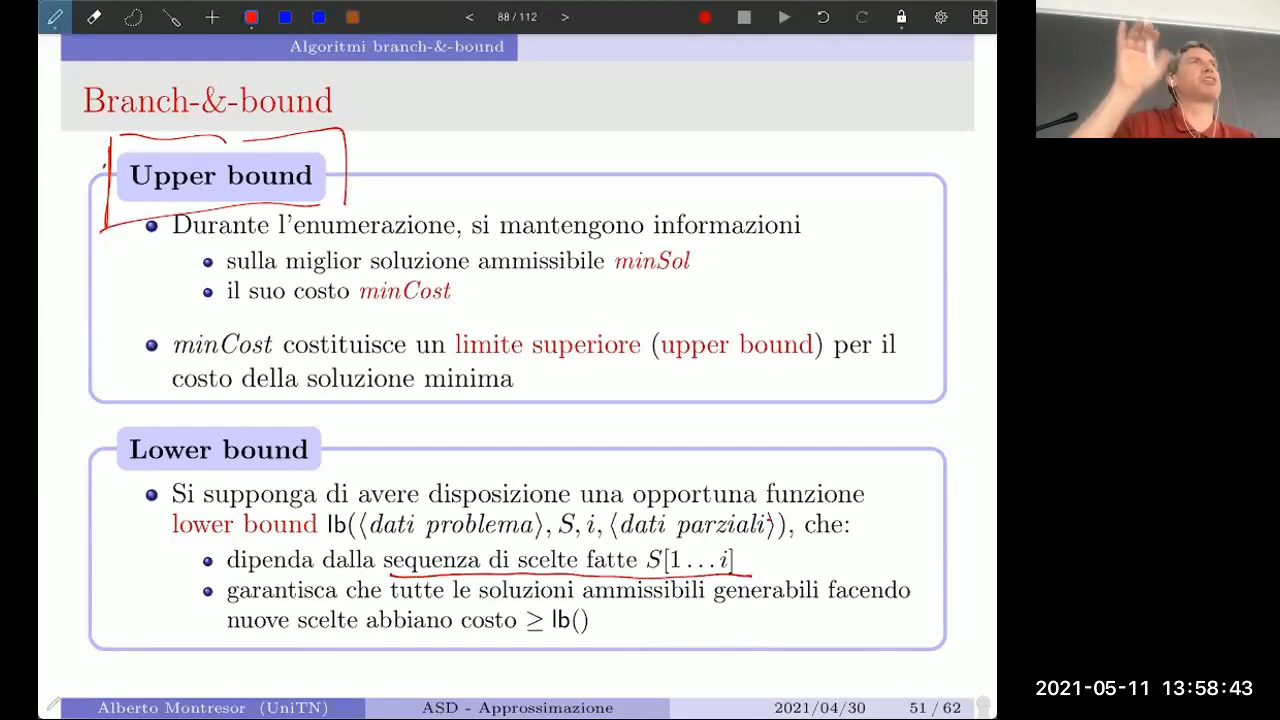 88 / 112
Algoritmi branch-&-bound
Branch-&-bound
Upper bound
Durante l'enumerazione, si mantengono informazioni
sulla miglior soluzione ammissibile minSol
il suo costo minCost
minCost costituisce un limite superiore (upper bound) per il
costo della soluzione minima
Lower bound
Si supponga di avere disposizione una opportuna funzione
lower bound lb(⟨dati problema⟩, S, i, ⟨dati parziali⟩), che:
dipenda dalla sequenza di scelte fatte S[1 . . . i]
garantisca che tutte le soluzioni ammissibili generabili facendo
nuove scelte abbiano costo ≥ lb()
Alberto Montresor (UniTN) ASD - Approssimazione 2021/04/30 51 / 62
2021-05-11 13:58:43